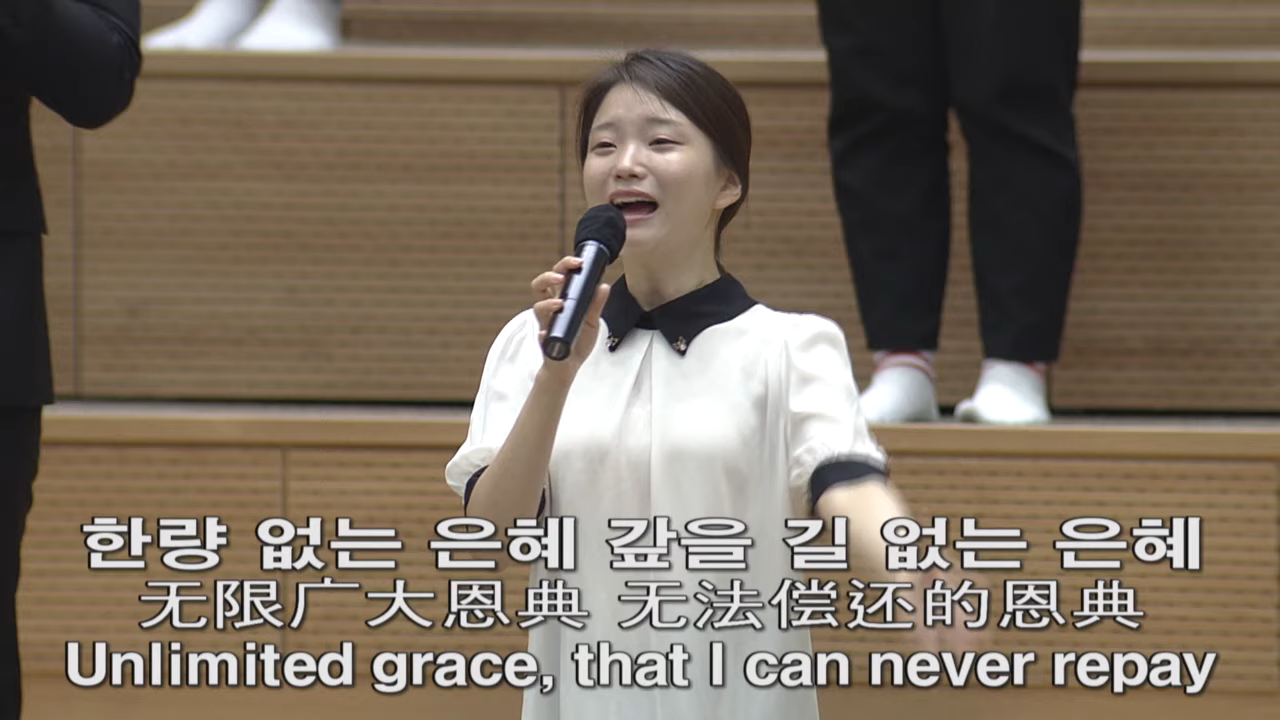 한량 없는 은혜 갚을 길 없는 은혜
无限广大恩典 无法偿还的恩典
Unlimited grace, that I can never repay